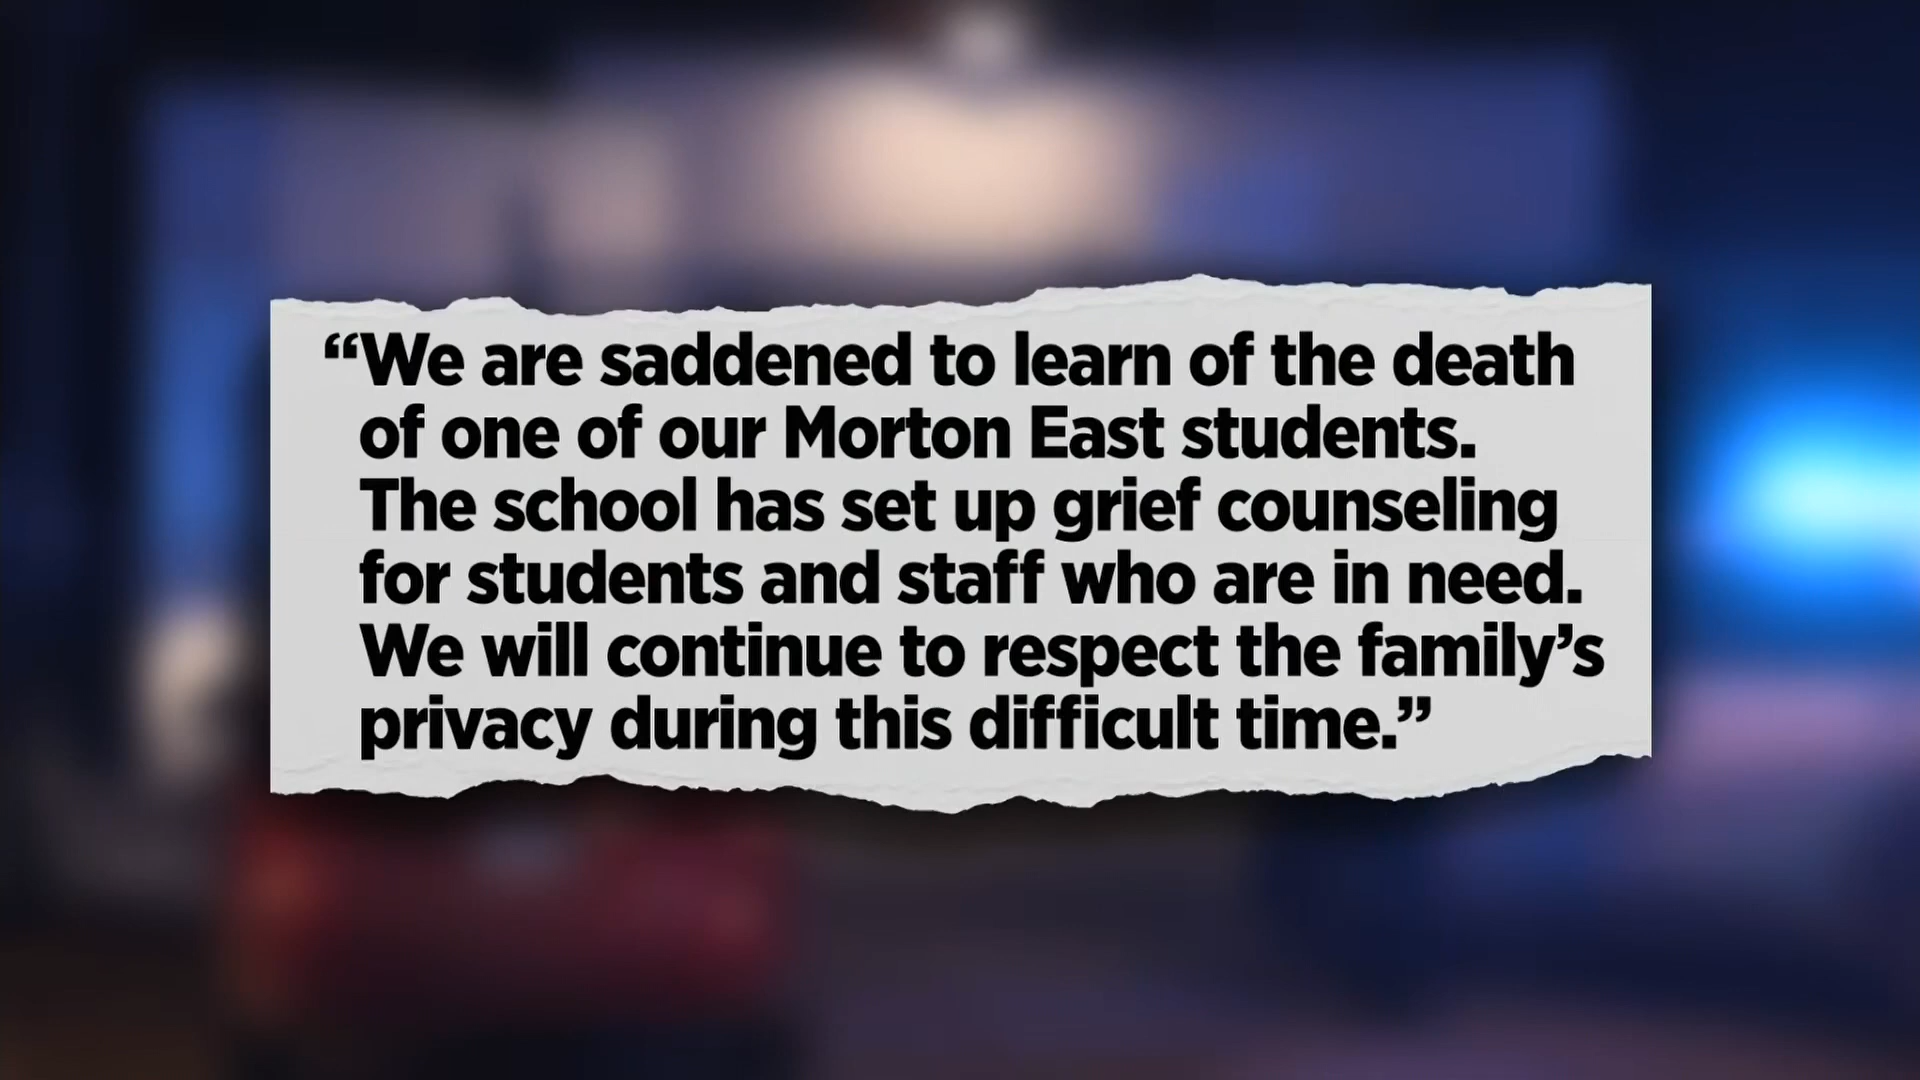 “We are saddened to learn of the death
of one of our Morton East students.
The school has set up grief counseling
for students and staff who are in need.
We will continue to respect the family’s
privacy during this difficult time.”